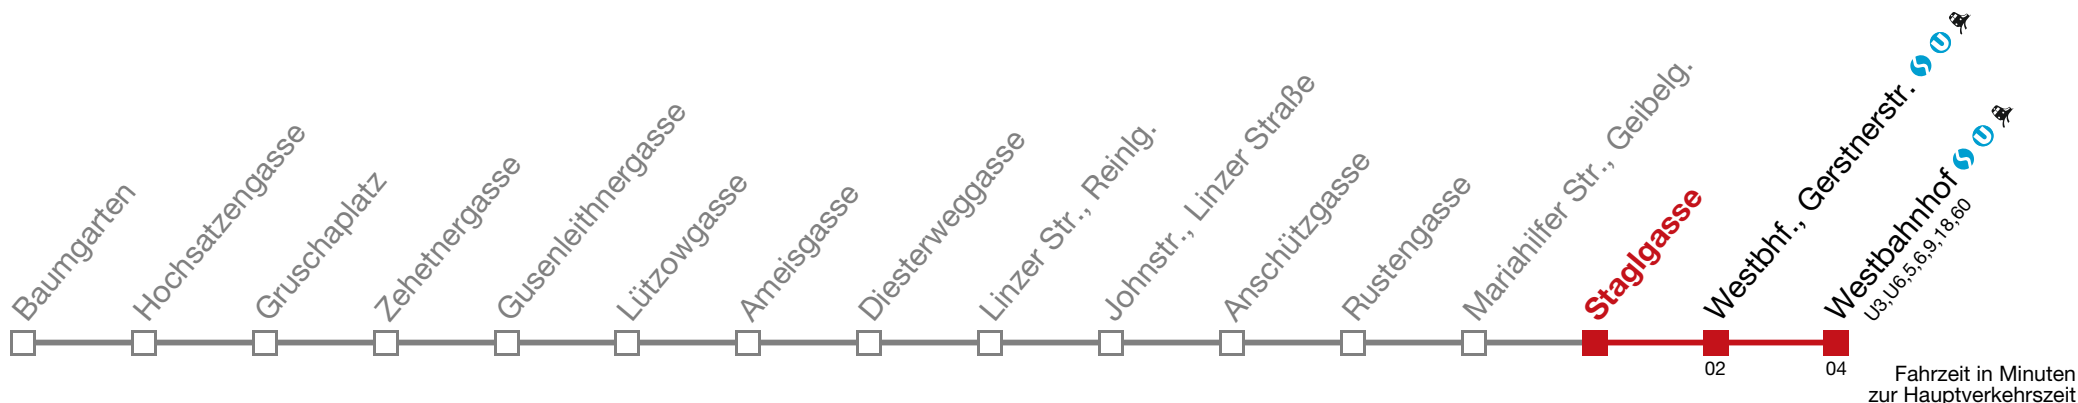 Baumgarten
Hochsatzengasse
Gruschaplatz
Zehetnergasse
Gusenleithnergasse
Lützowgasse
Ameisgasse
Diesterweggasse
Linzer Str., Reinlg.
Johnstr., Linzer Straße
Anschützgasse
Rustengasse
Mariahilfer Str., Geibelg.
Staglgasse
Westbhf., Gerstnerstr.
Westbahnhof
U3,U6,5,6,9,18,60
02
04
Fahrzeit in Minuten
zur Hauptverkehrszeit